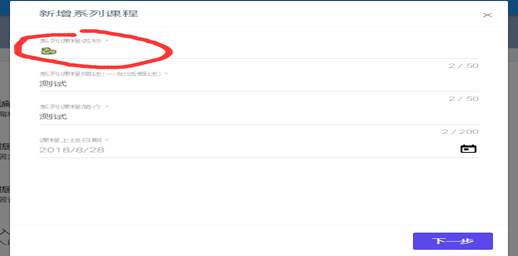 新增系列课程
系列课程名称 *
2 / 50
系列课程描述(一句话概述) *
测试
2 / 50
系列课程简介 *
测试
2 / 200
课程上线日期 *
2018/8/28
下一步